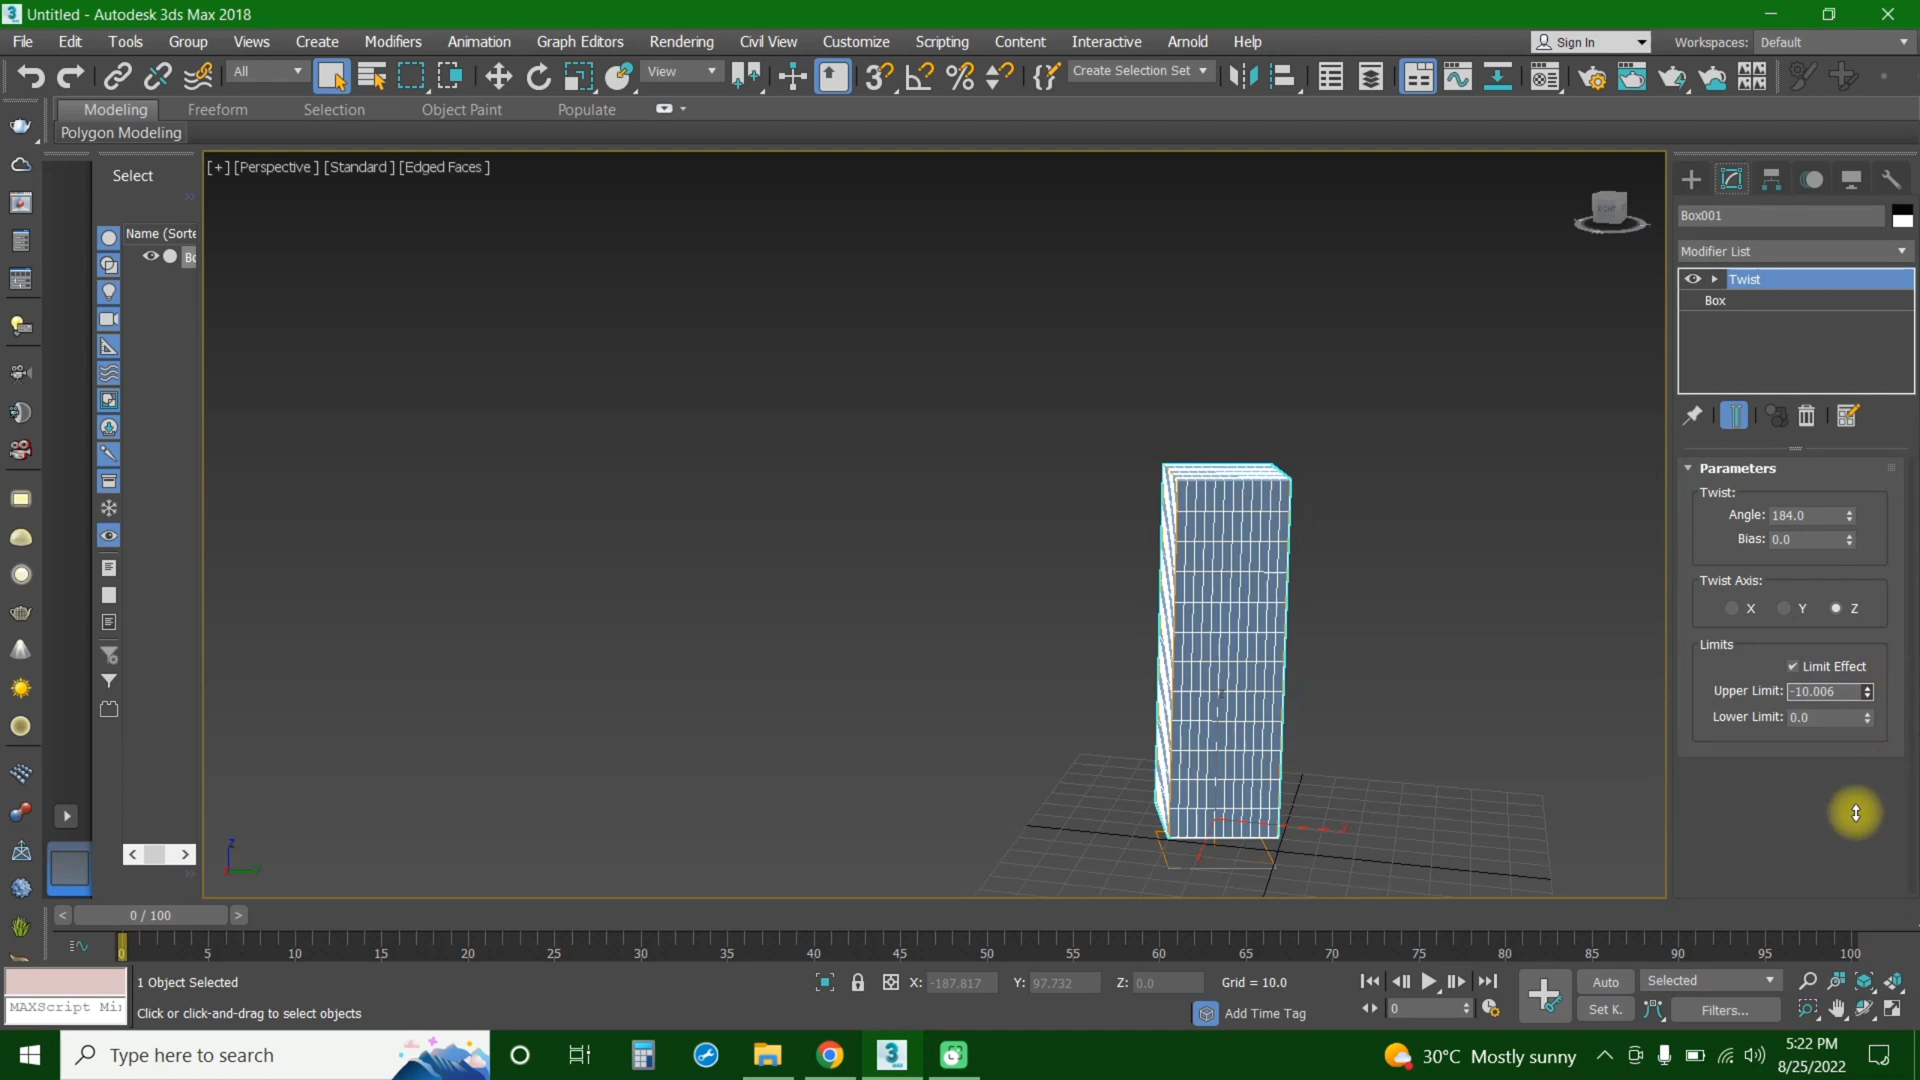 Untitled - Autodesk 3ds Max 2018
File Edit Tools Group Views Create Modifiers Animation Graph Editors Rendering Civil View Customize Scripting Content Interactive Arnold Help Sign In Workspaces: Default
All View Create Selection Set
Modeling Freeform Selection Object Paint Populate
Polygon Modeling
Select
[+] [Perspective ] [Standard ] [Edged Faces ]
Box001
Name (Sorte
Modifier List
Bo
Twist
Box
Parameters
Twist:
Angle: 184.0
Bias: 0.0
Twist Axis:
X Y Z
Limits
Limit Effect
Upper Limit: -10.006
Lower Limit: 0.0
z
0 / 100
0 5 10 15 20 25 30 35 40 45 50 55 60 65 70 75 80 85 90 95 100
1 Object Selected X: -187.817 Y: 97.732 Z: 0.0 Grid = 10.0 Auto Selected
MAXScript Mi
Click or click-and-drag to select objects Add Time Tag 0 Set K. Filters...
Type here to search 30°C Mostly sunny 5:22 PM
8/25/2022